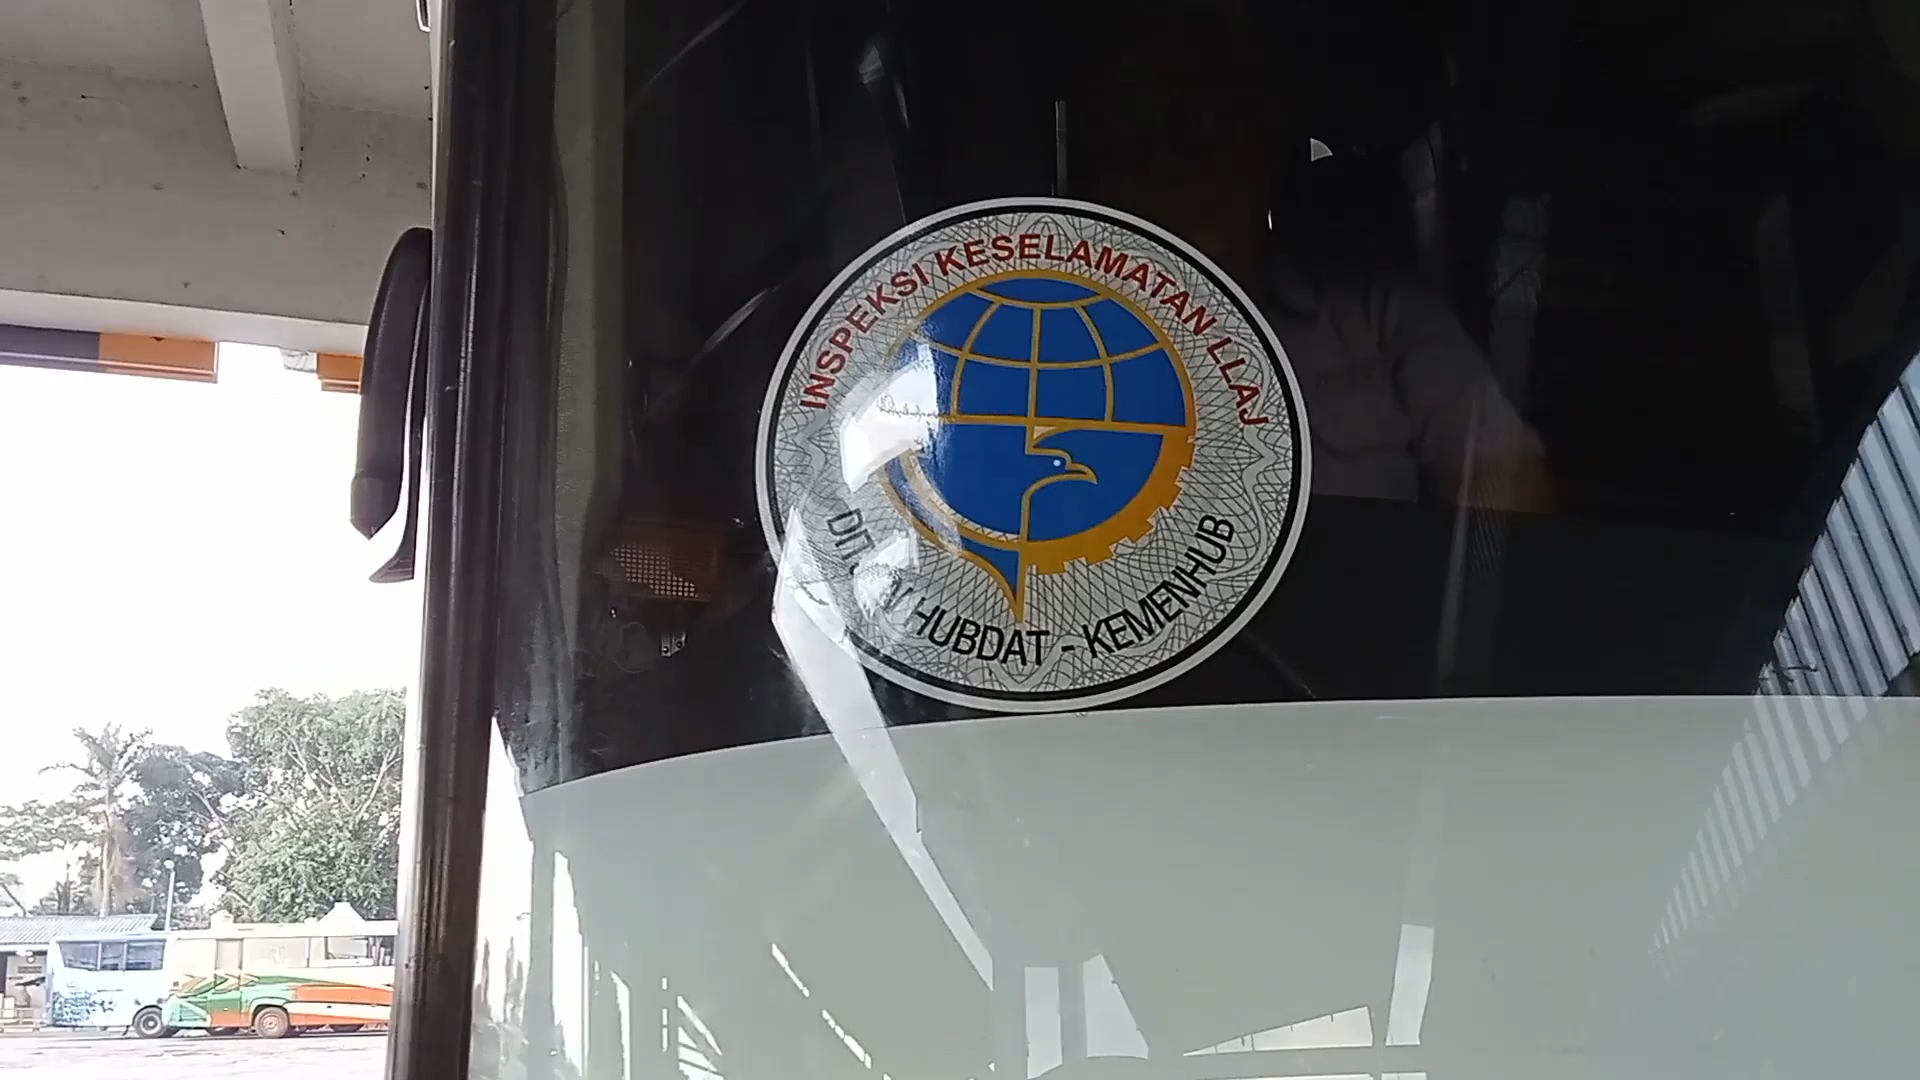 INSPEKSI KESELAMATAN LLAJ
HUBDAT - KEMENHUB